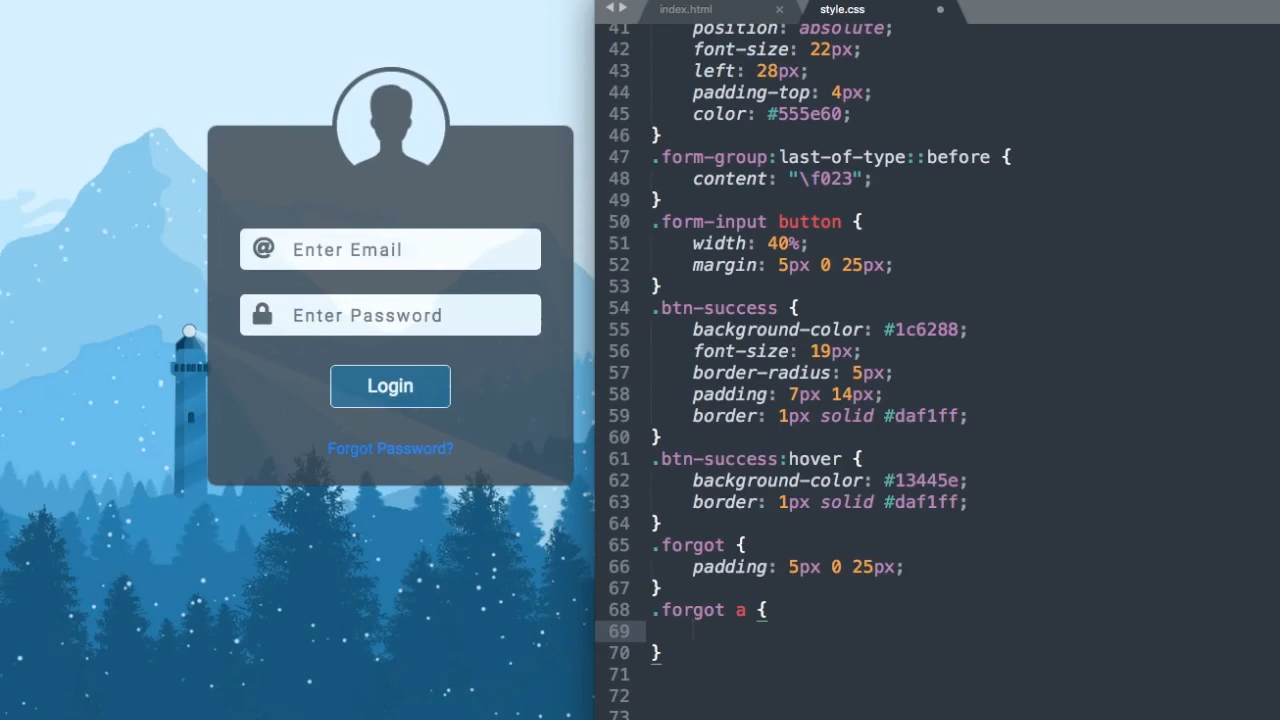 @ Enter Email
Enter Password
Login
Forgot Password?
index.html × style.css
41 position: absolute;
42 font-size: 22px;
43 left: 28px;
44 padding-top: 4px;
45 color: #555e60;
46 }
47 .form-group:last-of-type::before {
48 content: "\f023";
49 }
50 .form-input button {
51 width: 40%;
52 margin: 5px 0 25px;
53 }
54 .btn-success {
55 background-color: #1c6288;
56 font-size: 19px;
57 border-radius: 5px;
58 padding: 7px 14px;
59 border: 1px solid #daf1ff;
60 }
61 .btn-success:hover {
62 background-color: #13445e;
63 border: 1px solid #daf1ff;
64 }
65 .forgot {
66 padding: 5px 0 25px;
67 }
68 .forgot a {
69
70 }
71
72
73